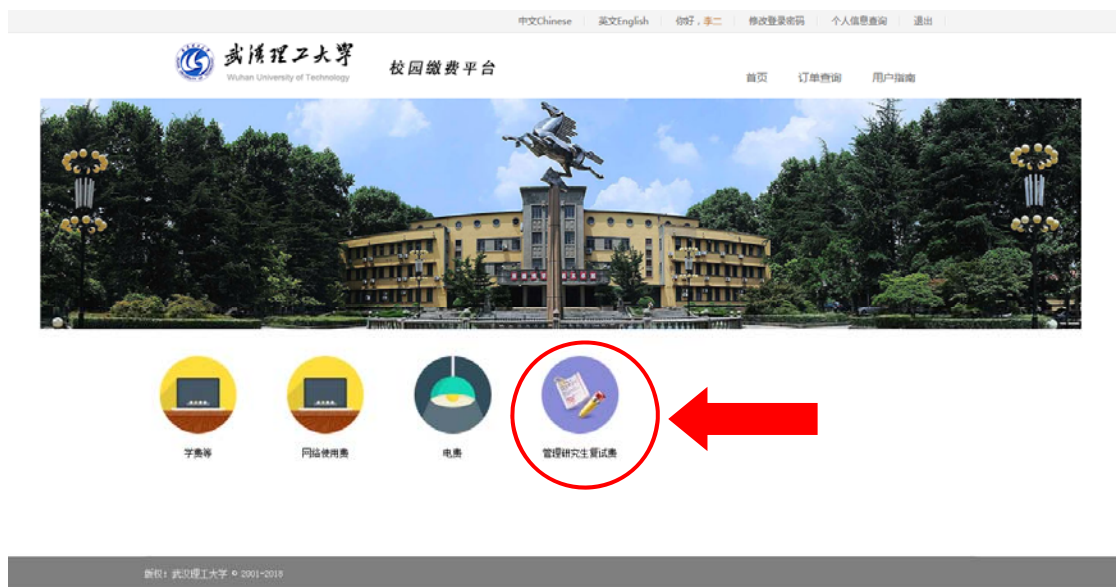 中文Chinese 英文English 你好，李二 修改登录密码 个人信息查询 退出
武汉理工大学
Wuhan University of Technology
校园缴费平台
首页 订单查询 用户指南
学费等 网络使用费 电费 管理研究生复试费
版权：武汉理工大学 © 2001-2018